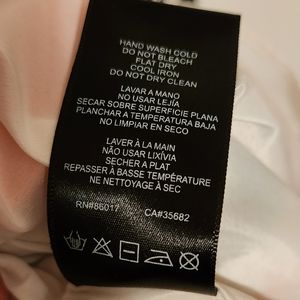 HAND WASH COLD
DO NOT BLEACH
FLAT DRY
COOL IRON
DO NOT DRY CLEAN
LAVAR A MANO
NO USAR LEJÍA
SECAR SOBRE SUPERFICIE PLANA
PLANCHAR A TEMPERATURA BAJA
NO LIMPIAR EN SECO
LAVER À LA MAIN
NÃO USAR LIXÍVIA
SECHER A PLAT
REPASSER À BASSE TEMPÉRATURE
NE NETTOYAGE À SEC
RN#86017 CA#35682